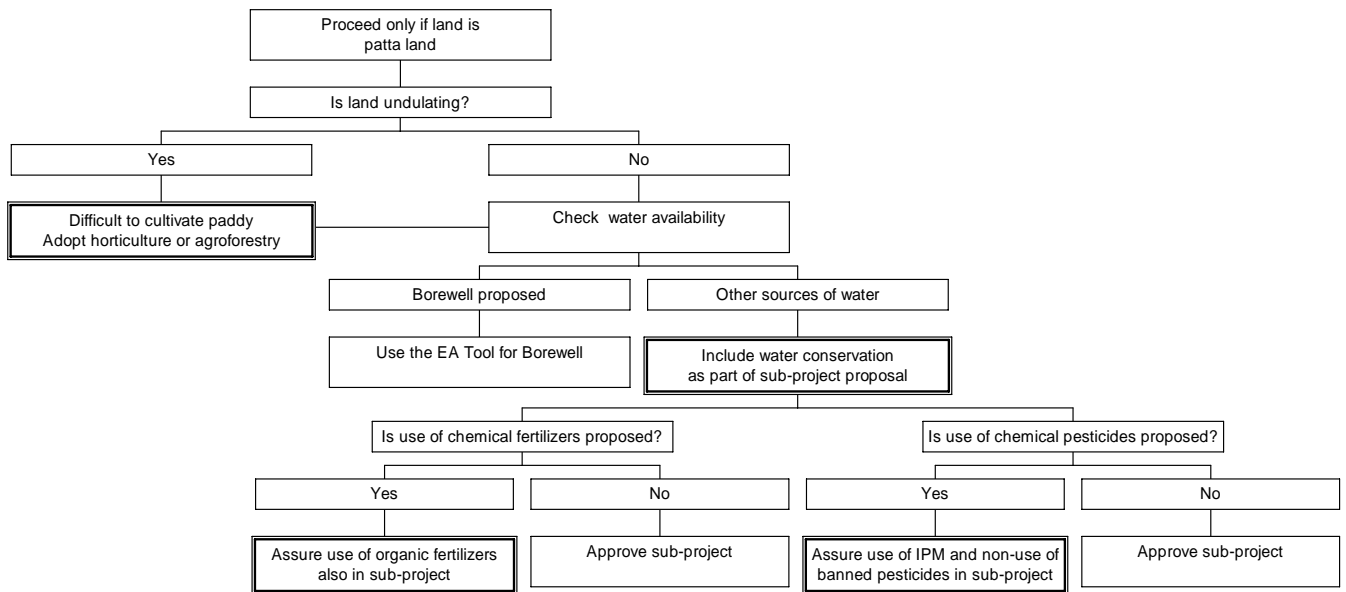 Proceed only if land is
patta land
Is land undulating?
Yes
No
Difficult to cultivate paddy
Adopt horticulture or agroforestry
Check water availability
Borewell proposed
Other sources of water
Use the EA Tool for Borewell
Include water conservation
as part of sub-project proposal
Is use of chemical fertilizers proposed?
Is use of chemical pesticides proposed?
Yes
No
Yes
No
Assure use of organic fertilizers
also in sub-project
Approve sub-project
Assure use of IPM and non-use of
banned pesticides in sub-project
Approve sub-project